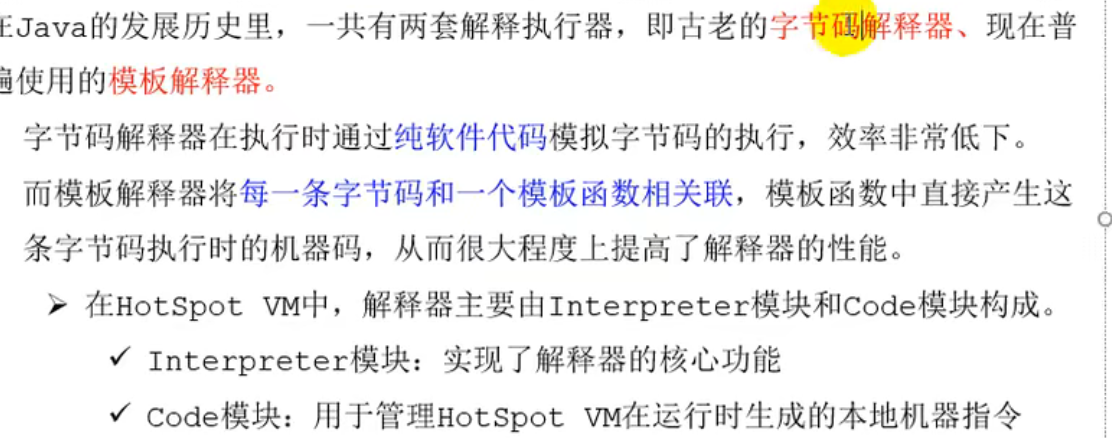 在Java的发展历史里，一共有两套解释执行器，即古老的字节码解释器、现在普
遍使用的模板解释器。
字节码解释器在执行时通过纯软件代码模拟字节码的执行，效率非常低下。
而模板解释器将每一条字节码和一个模板函数相关联，模板函数中直接产生这
条字节码执行时的机器码，从而很大程度上提高了解释器的性能。
➢ 在HotSpot VM中，解释器主要由Interpreter模块和Code模块构成。
✓ Interpreter模块：实现了解释器的核心功能
✓ Code模块：用于管理HotSpot VM在运行时生成的本地机器指令